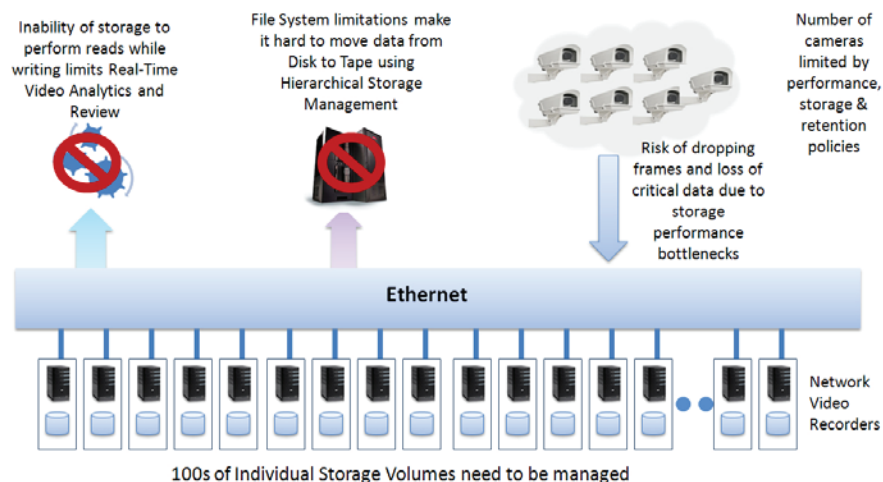 Inability of storage to
perform reads while
writing limits Real-Time
Video Analytics and
Review
File System limitations make
it hard to move data from
Disk to Tape using
Hierarchical Storage
Management
Number of
cameras
limited by
performance,
storage &
retention
policies
Risk of dropping
frames and loss of
critical data due to
storage
performance
bottlenecks
Ethernet
Network
Video
Recorders
100s of Individual Storage Volumes need to be managed